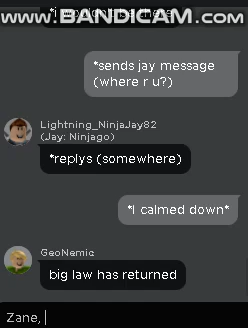 www.BANDICAM.com
*sends jay message
(where r u?)
Lightning_NinjaJay82
(Jay: Ninjago)
*replys (somewhere)
*I calmed down*
GeoNemic
big law has returned
Zane,